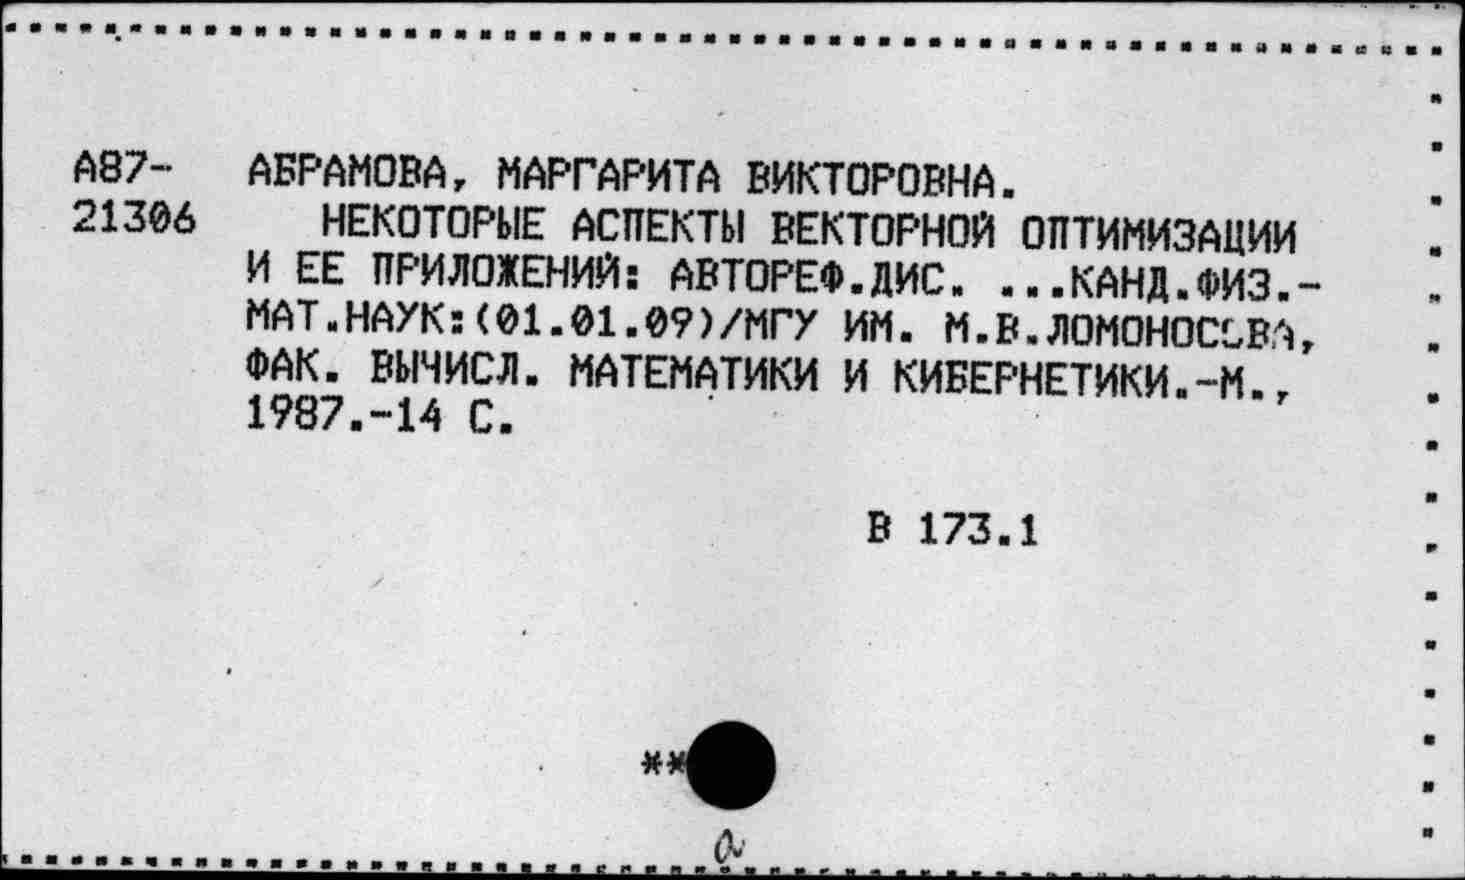 А87- АБРАМОВА, МАРГАРИТА ВИКТОРОВНА.
21306 НЕКОТОРЫЕ АСПЕКТЫ ВЕКТОРНОЙ ОПТИМИЗАЦИИ
И ЕЕ ПРИЛОЖЕНИЙ: АВТОРЕФ.ДИС. ...КАНД.ФИЗ.-
МАТ.НАУК:(01.01.09)/МГУ ИМ. М.В.ЛОМОНОСОВА,
ФАК. ВЫЧИСЛ. МАТЕМАТИКИ И КИБЕРНЕТИКИ.-М.,
1987.-14 С.
В 173.1
**
а